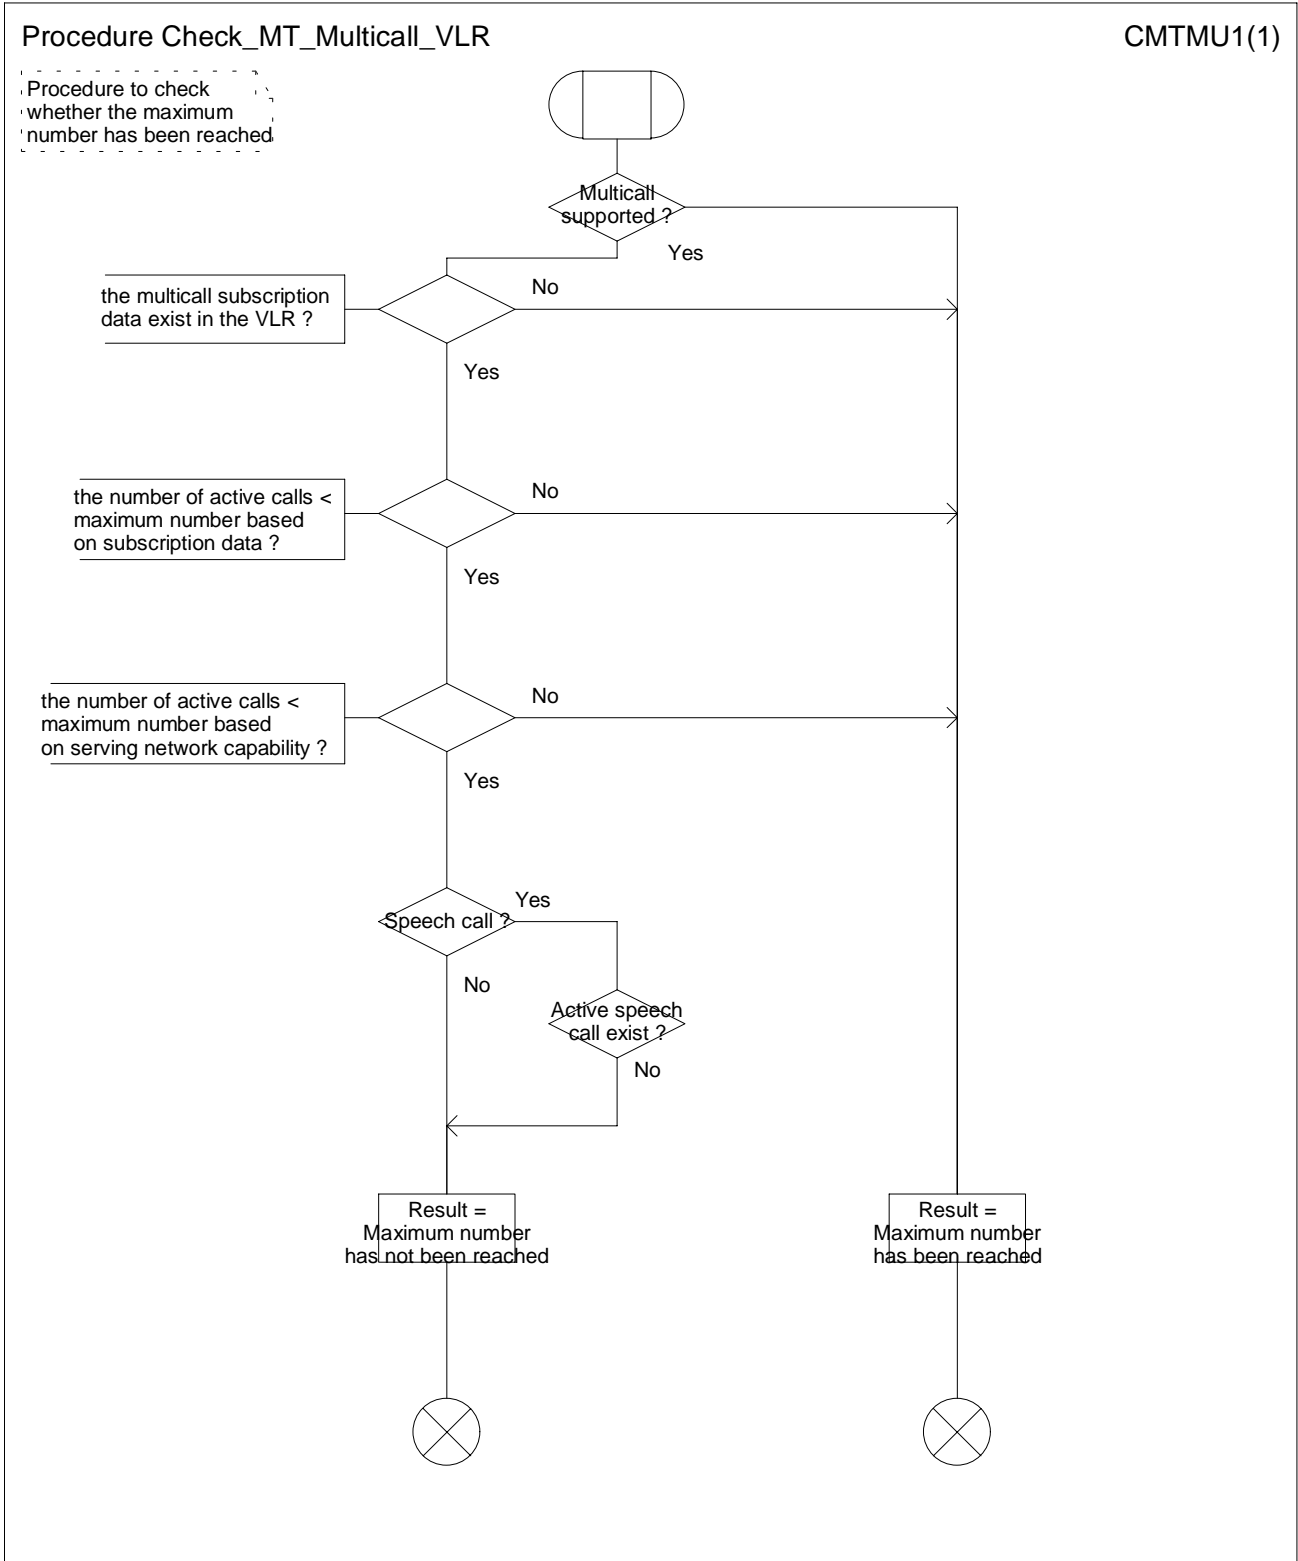 Procedure Check_MT_Multicall_VLR
CMTMU1(1)
Procedure to check
whether the maximum
number has been reached
Multicall
supported ?
Yes
the multicall subscription
data exist in the VLR ?
No
Yes
the number of active calls <
maximum number based
on subscription data ?
No
Yes
the number of active calls <
maximum number based
on serving network capability ?
No
Yes
Speech call ?
Yes
No
Active speech
call exist ?
No
Result =
Maximum number
has not been reached
Result =
Maximum number
has been reached